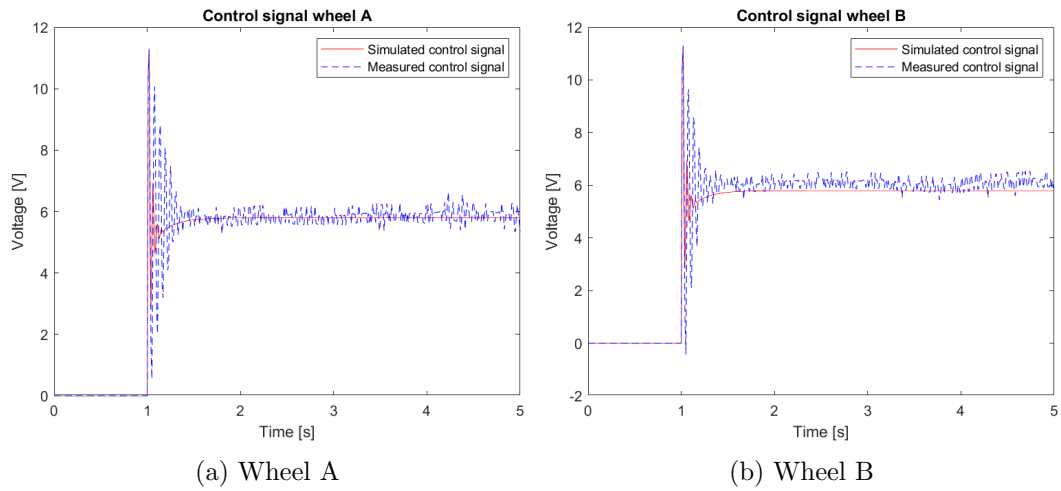 Control signal wheel A
Simulated control signal
Measured control signal
12
10
8
6
4
2
0
Voltage [V]
0 1 2 3 4 5
Time [s]
(a) Wheel A
Control signal wheel B
Simulated control signal
Measured control signal
12
10
8
6
4
2
0
-2
Voltage [V]
0 1 2 3 4 5
Time [s]
(b) Wheel B